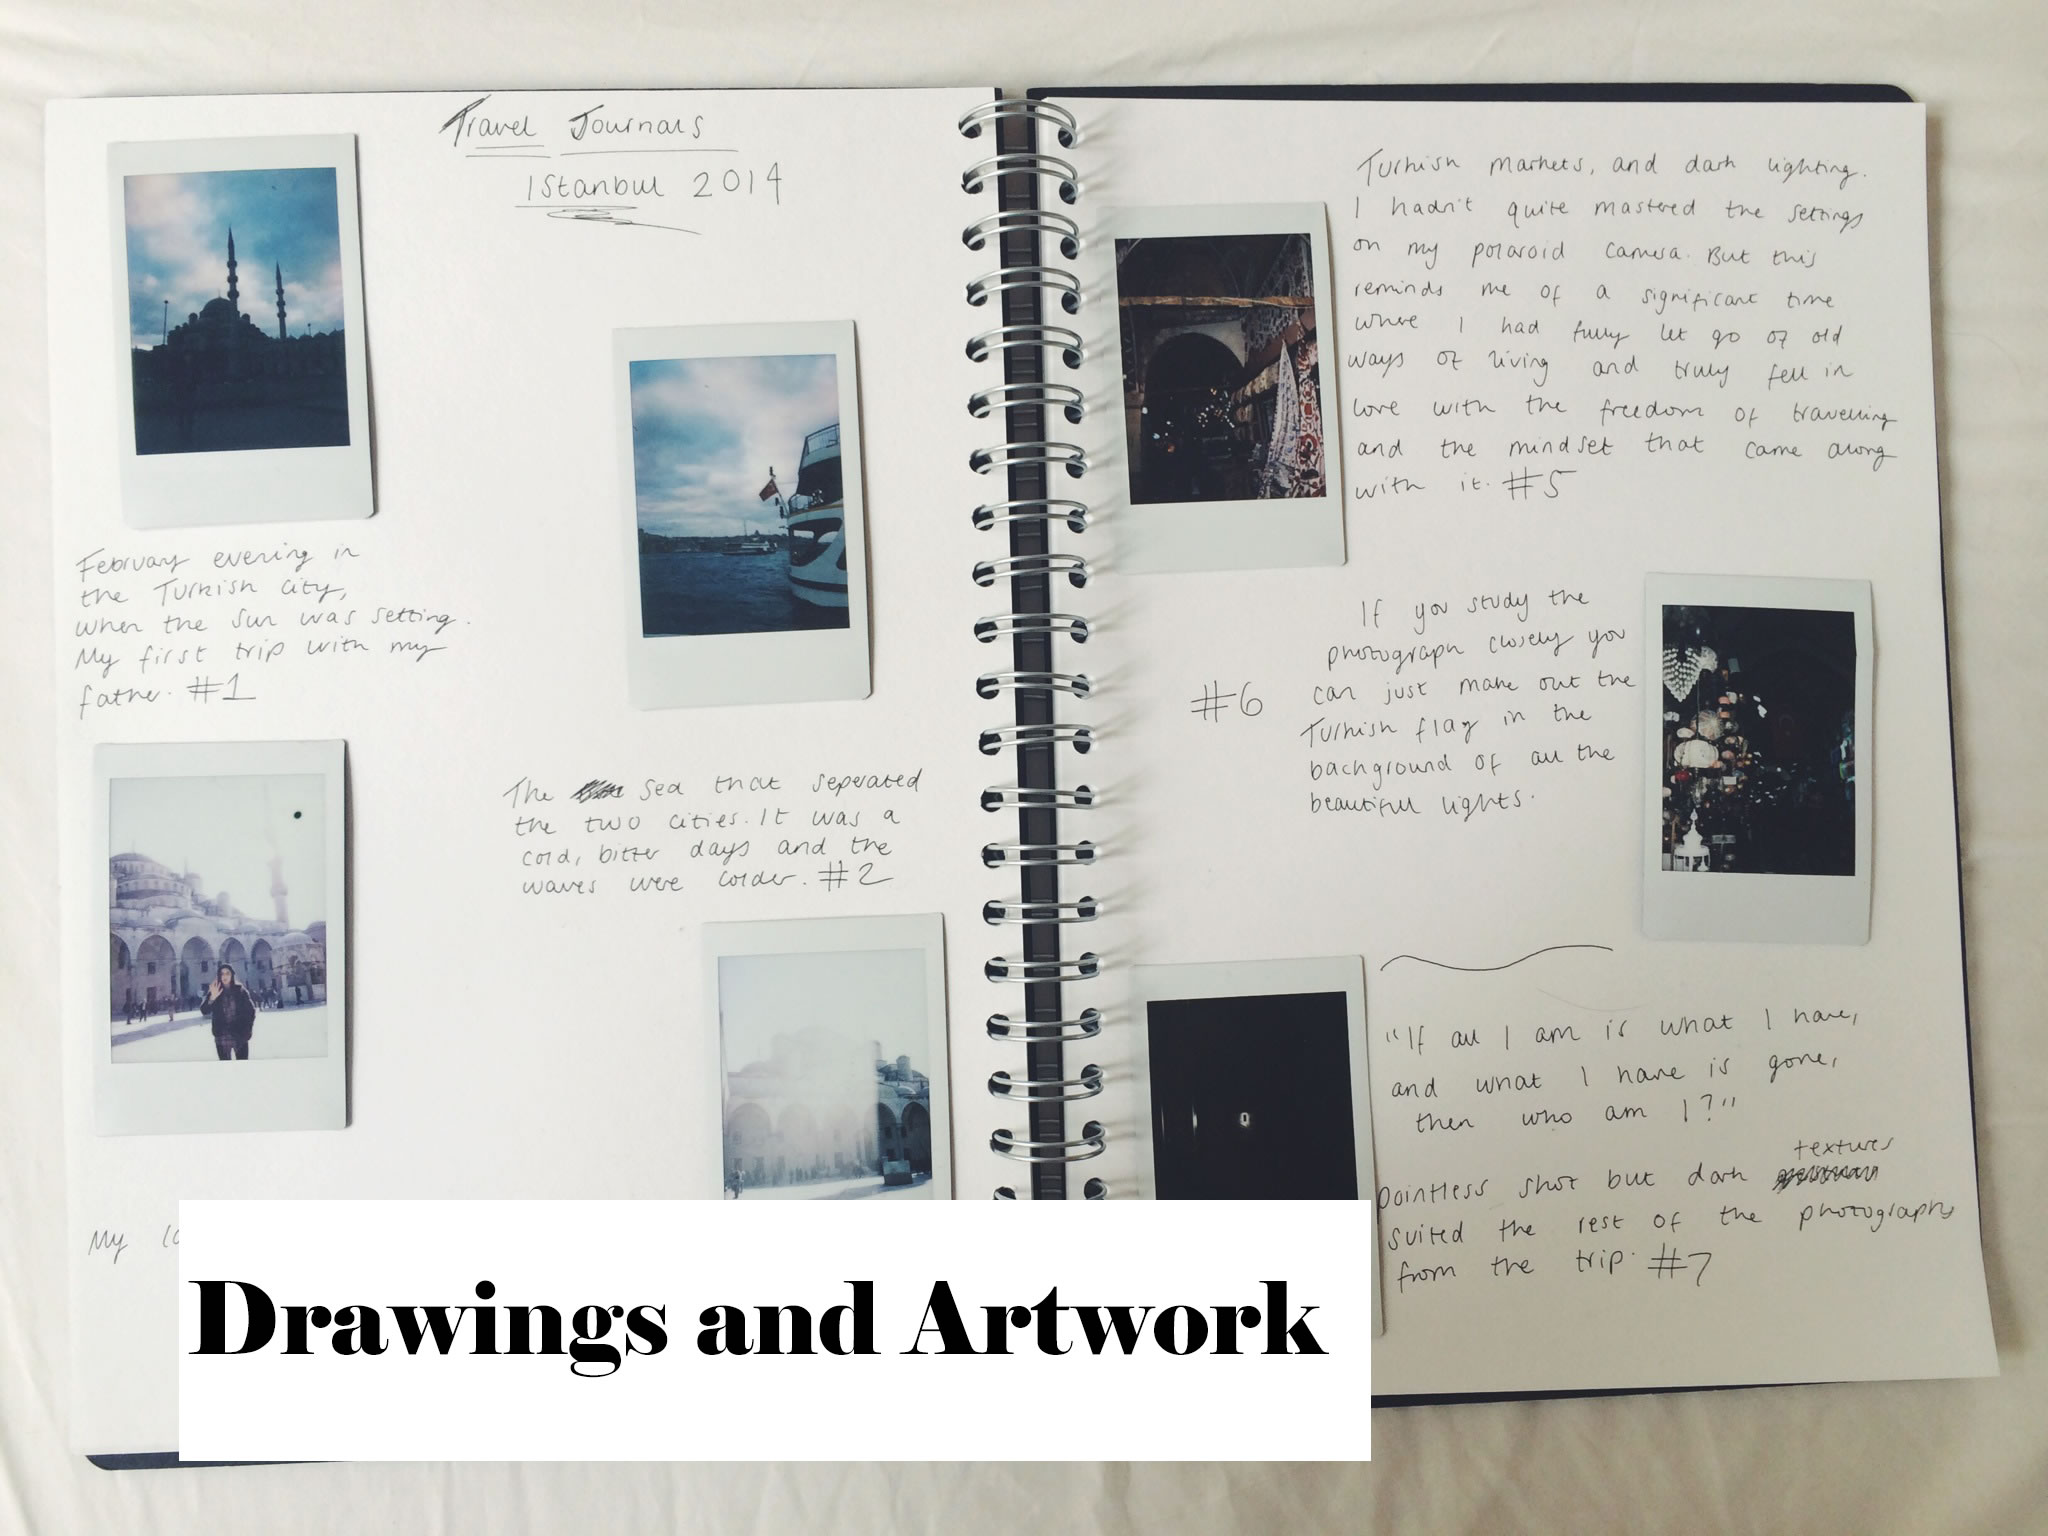 Travel Journals
Istanbul 2014
February evening in
the Turkish city,
when the sun was setting.
My first trip with my
father. #1
The sea that seperated
the two cities. It was a
cold, bitter days and the
waves were colder. #2
My
Turkish markets, and dark lighting.
I hadn't quite mastered the settings
on my polaroid camera. But this
reminds me of a significant time
where I had fully let go of old
ways of living and truly fell in
love with the freedom of travelling
and the mindset that came along
with it. #5
If you study the
photograph closely you
#6 can just make out the
Turkish flag in the
background of all the
beautiful lights.
"If all I am is what I have,
and what I have is gone,
then who am I?"
textures
Pointless shot but dark
suited the rest of the photographs
from the trip. #7
Drawings and Artwork